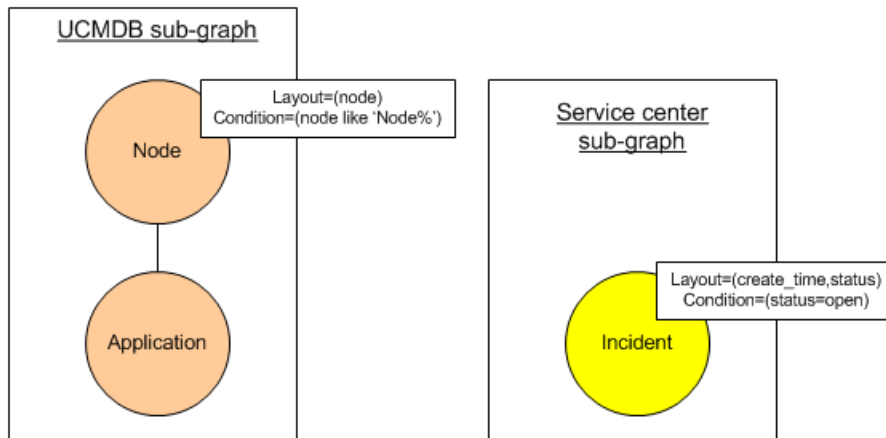 UCMDB sub-graph
Layout=(node)
Condition=(node like ‘Node%’)
Node
Application
Service center
sub-graph
Layout=(create_time,status)
Condition=(status=open)
Incident